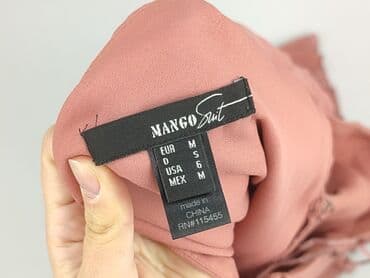 MANGO Suit
EUR M
D S
USA 6
MEX M
made in
CHINA
RN#115455